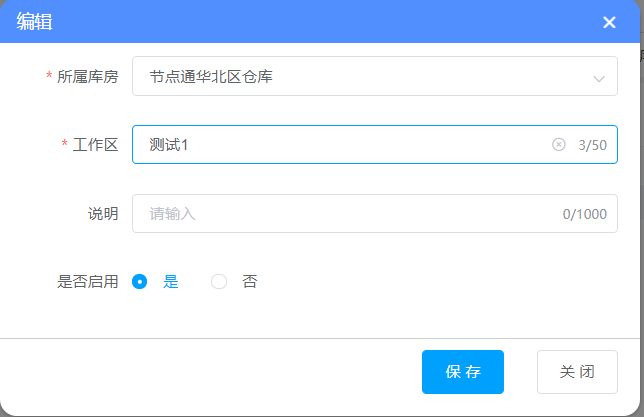 编辑
* 所属库房 节点通华北区仓库
* 工作区 测试1 3/50
说明 请输入 0/1000
是否启用 是 否
保存 关闭